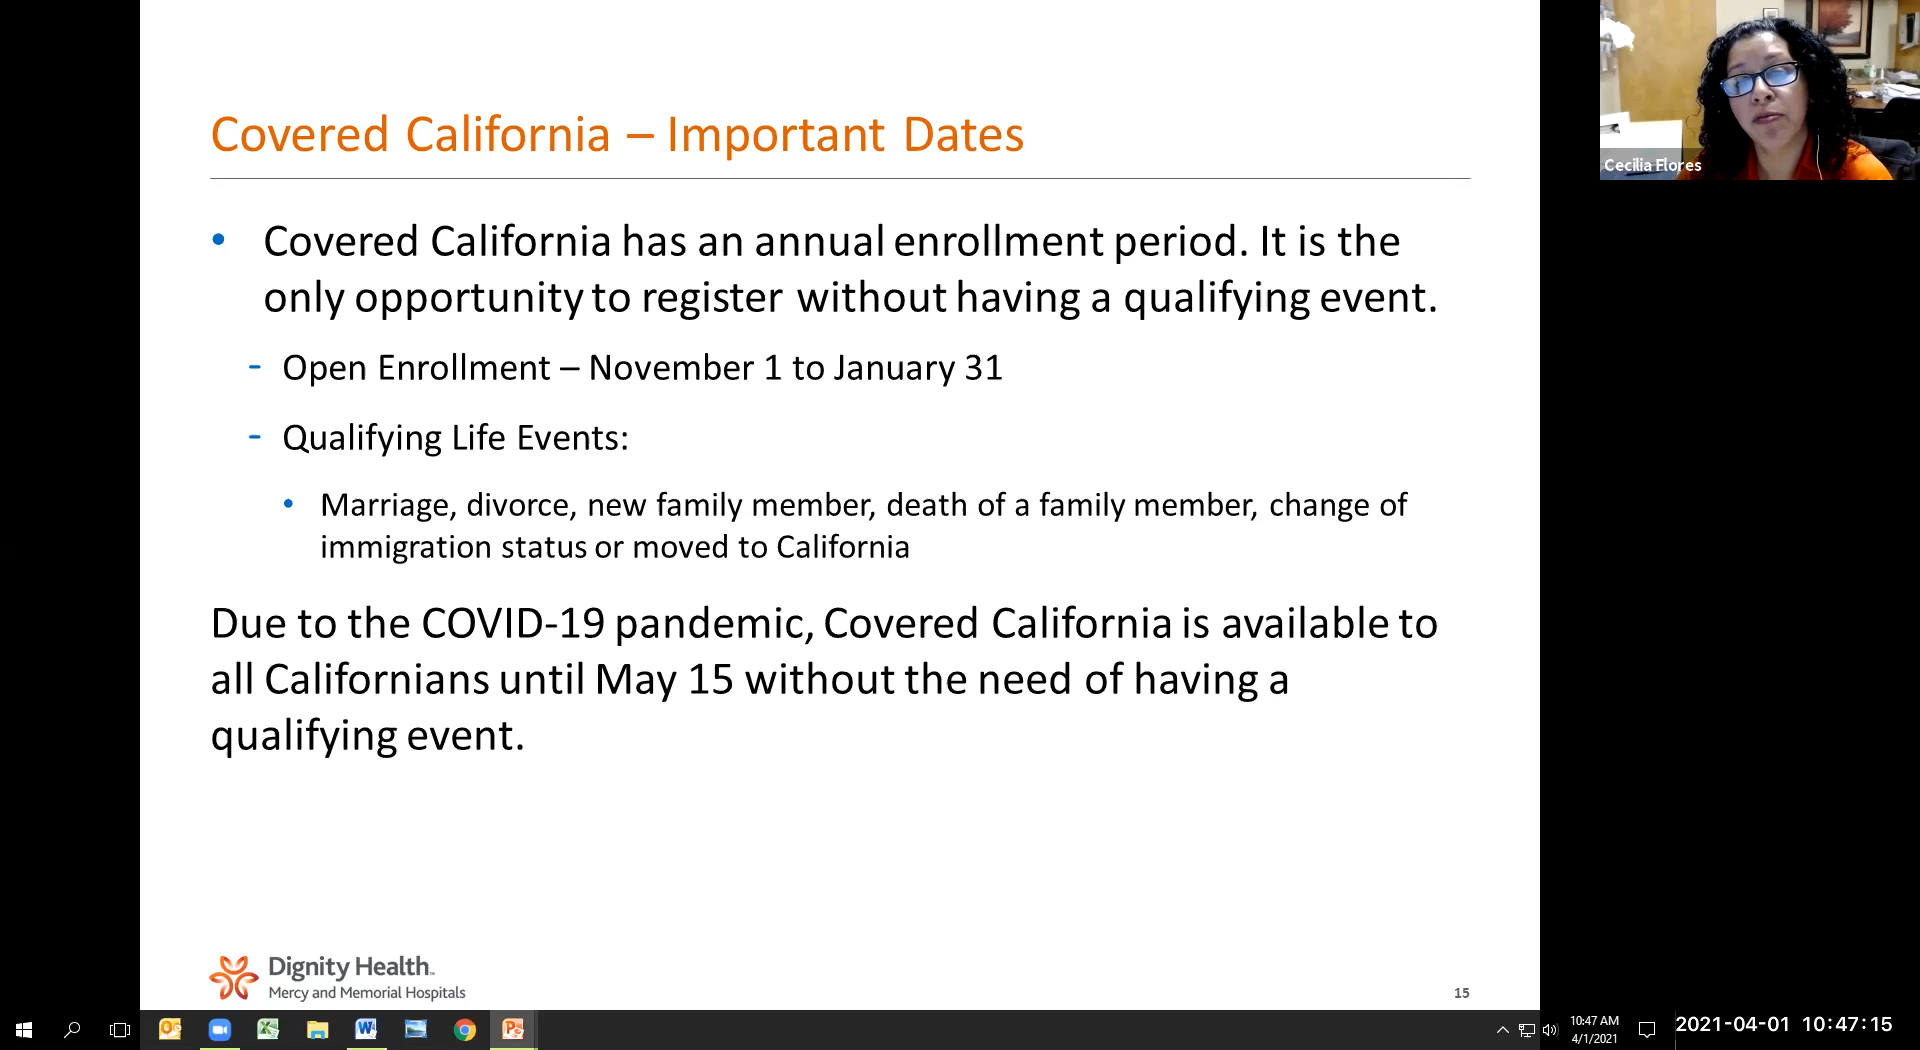 Covered California – Important Dates
• Covered California has an annual enrollment period. It is the
only opportunity to register without having a qualifying event.
- Open Enrollment – November 1 to January 31
- Qualifying Life Events:
• Marriage, divorce, new family member, death of a family member, change of
immigration status or moved to California
Due to the COVID-19 pandemic, Covered California is available to
all Californians until May 15 without the need of having a
qualifying event.
Dignity Health™
Mercy and Memorial Hospitals
15
Cecilia Flores
10:47 AM
4/1/2021
2021-04-01 10:47:15